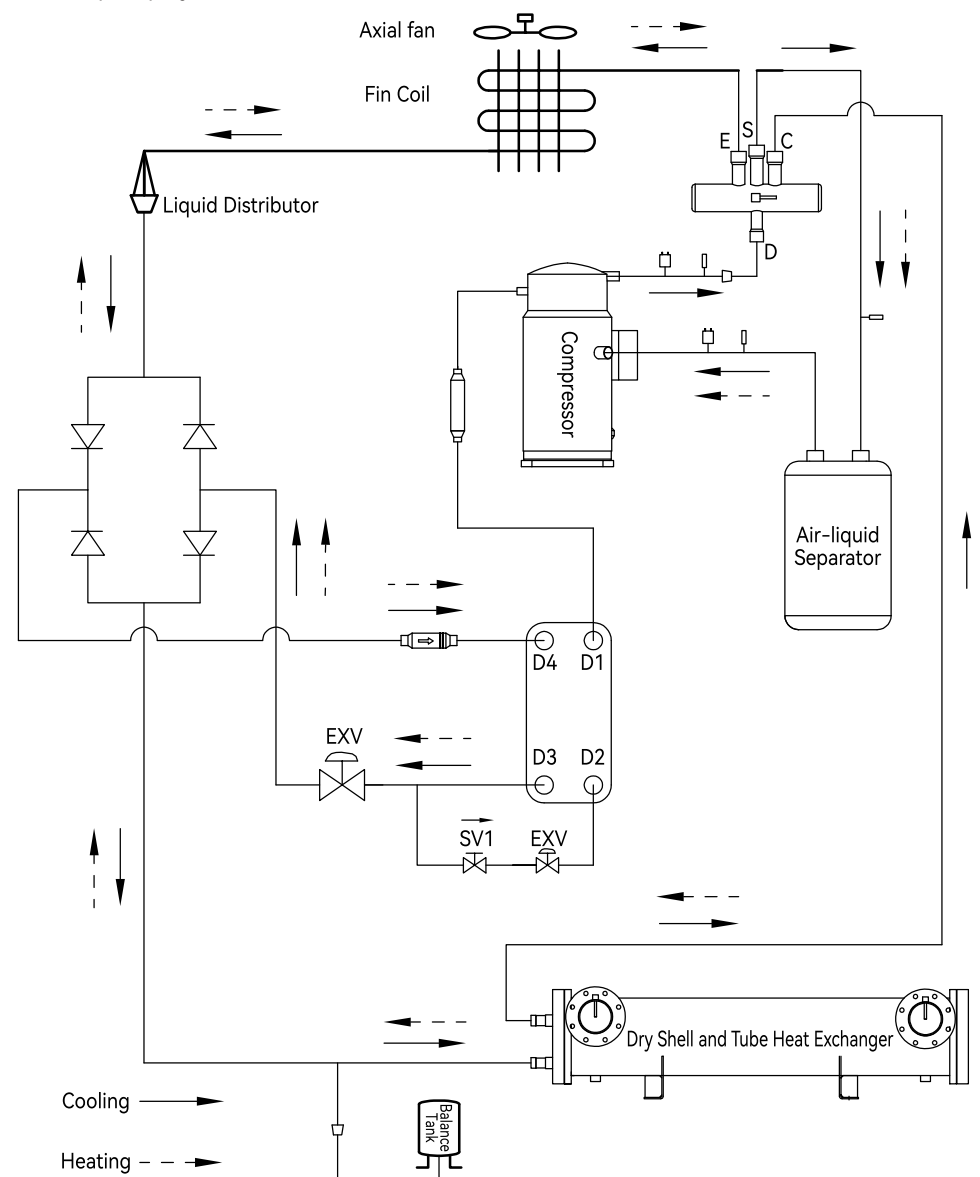 Axial fan
Fin Coil
E
S
C
Liquid Distributor
D
Compressor
Air-liquid
Separator
D4
D1
EXV
D3
D2
SV1
EXV
Dry Shell and Tube Heat Exchanger
Cooling
Balance
Tank
Heating